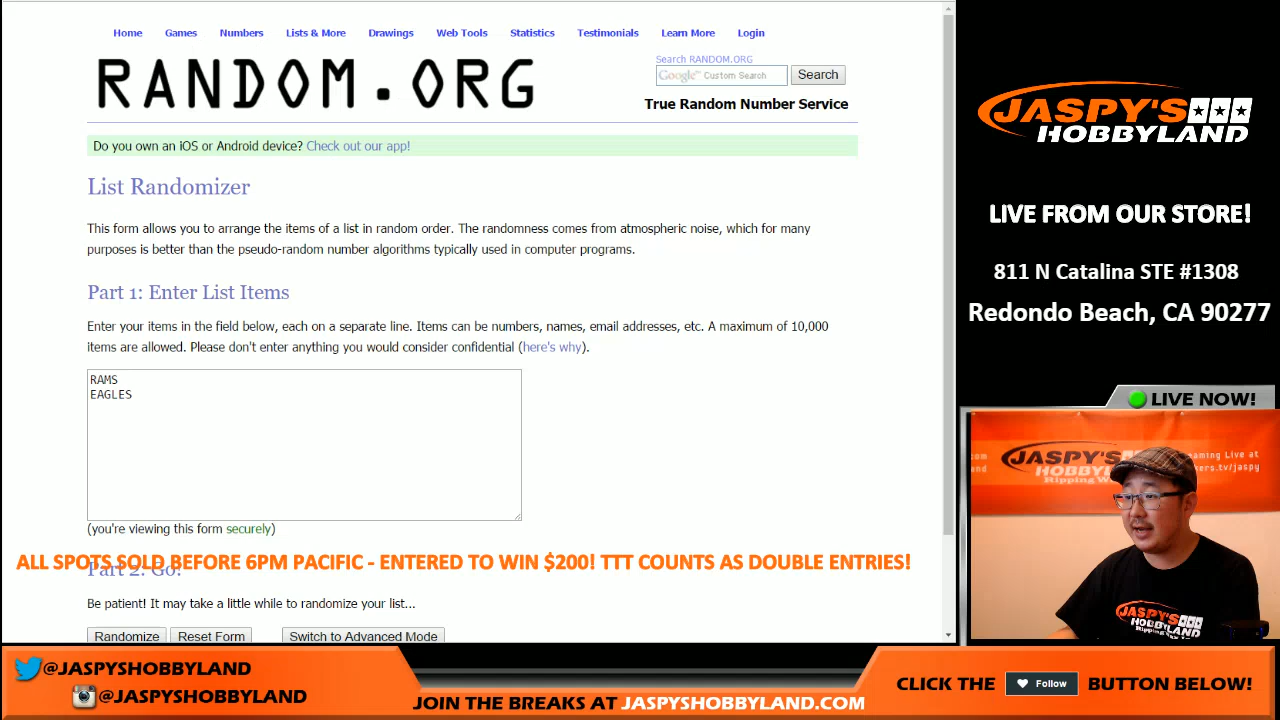 Home Games Numbers Lists & More Drawings Web Tools Statistics Testimonials Learn More Login
RANDOM.ORG
Search RANDOM.ORG
Google™ Custom Search Search
True Random Number Service
Do you own an iOS or Android device? Check out our app!
List Randomizer
This form allows you to arrange the items of a list in random order. The randomness comes from atmospheric noise, which for many
purposes is better than the pseudo-random number algorithms typically used in computer programs.
Part 1: Enter List Items
Enter your items in the field below, each on a separate line. Items can be numbers, names, email addresses, etc. A maximum of 10,000
items are allowed. Please don't enter anything you would consider confidential (here's why).
RAMS
EAGLES
(you're viewing this form securely)
ALL SPOTS SOLD BEFORE 6PM PACIFIC - ENTERED TO WIN $200! TTT COUNTS AS DOUBLE ENTRIES!
Part 2: Go!
Be patient! It may take a little while to randomize your list...
Randomize Reset Form Switch to Advanced Mode
JASPY'S
HOBBYLAND
LIVE FROM OUR STORE!
811 N Catalina STE #1308
Redondo Beach, CA 90277
LIVE NOW!
JASPY'S
HOBBYLAND
JASPY'S
HOBBYLAND
@JASPYSHOBBYLAND
@JASPYSHOBBYLAND
JOIN THE BREAKS AT JASPYSHOBBYLAND.COM
CLICK THE Follow BUTTON BELOW!